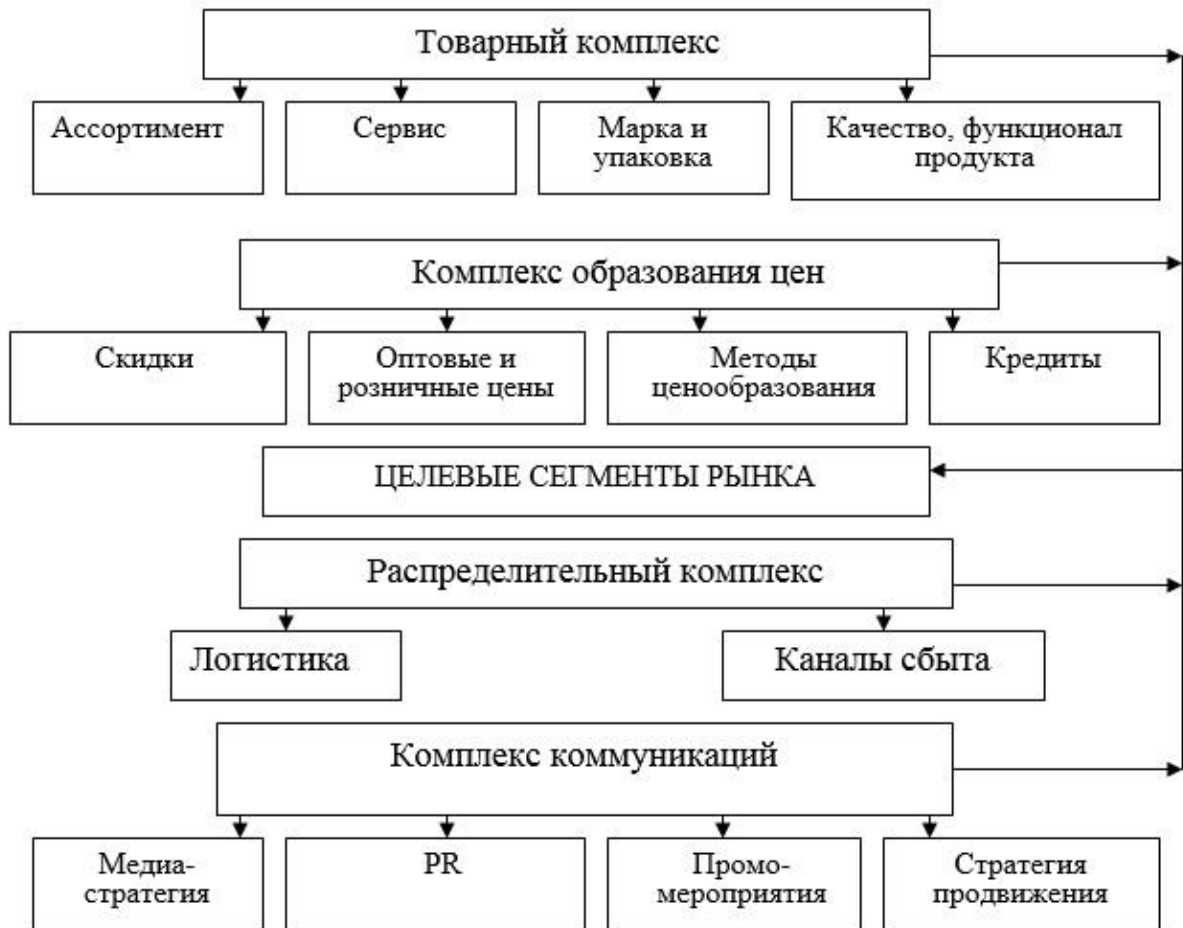 Товарный комплекс
Ассортимент
Сервис
Марка и
упаковка
Качество, функционал
продукта
Комплекс образования цен
Скидки
Оптовые и
розничные цены
Методы
ценообразования
Кредиты
ЦЕЛЕВЫЕ СЕГМЕНТЫ РЫНКА
Распределительный комплекс
Логистика
Каналы сбыта
Комплекс коммуникаций
Медиа-
стратегия
PR
Промо-
мероприятия
Стратегия
продвижения